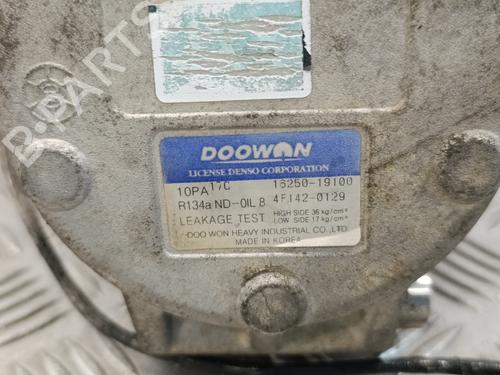 DOOWON
LICENSE DENSO CORPORATION
10PA17C 16250-19100
R134a ND-OIL 8 4F142-0129
LEAKAGE TEST HIGH SIDE 36 kg/cm²
LOW SIDE 17 kg/cm²
DOO WON HEAVY INDUSTRIAL CO.,LTD
MADE IN KOREA
B-PARTS